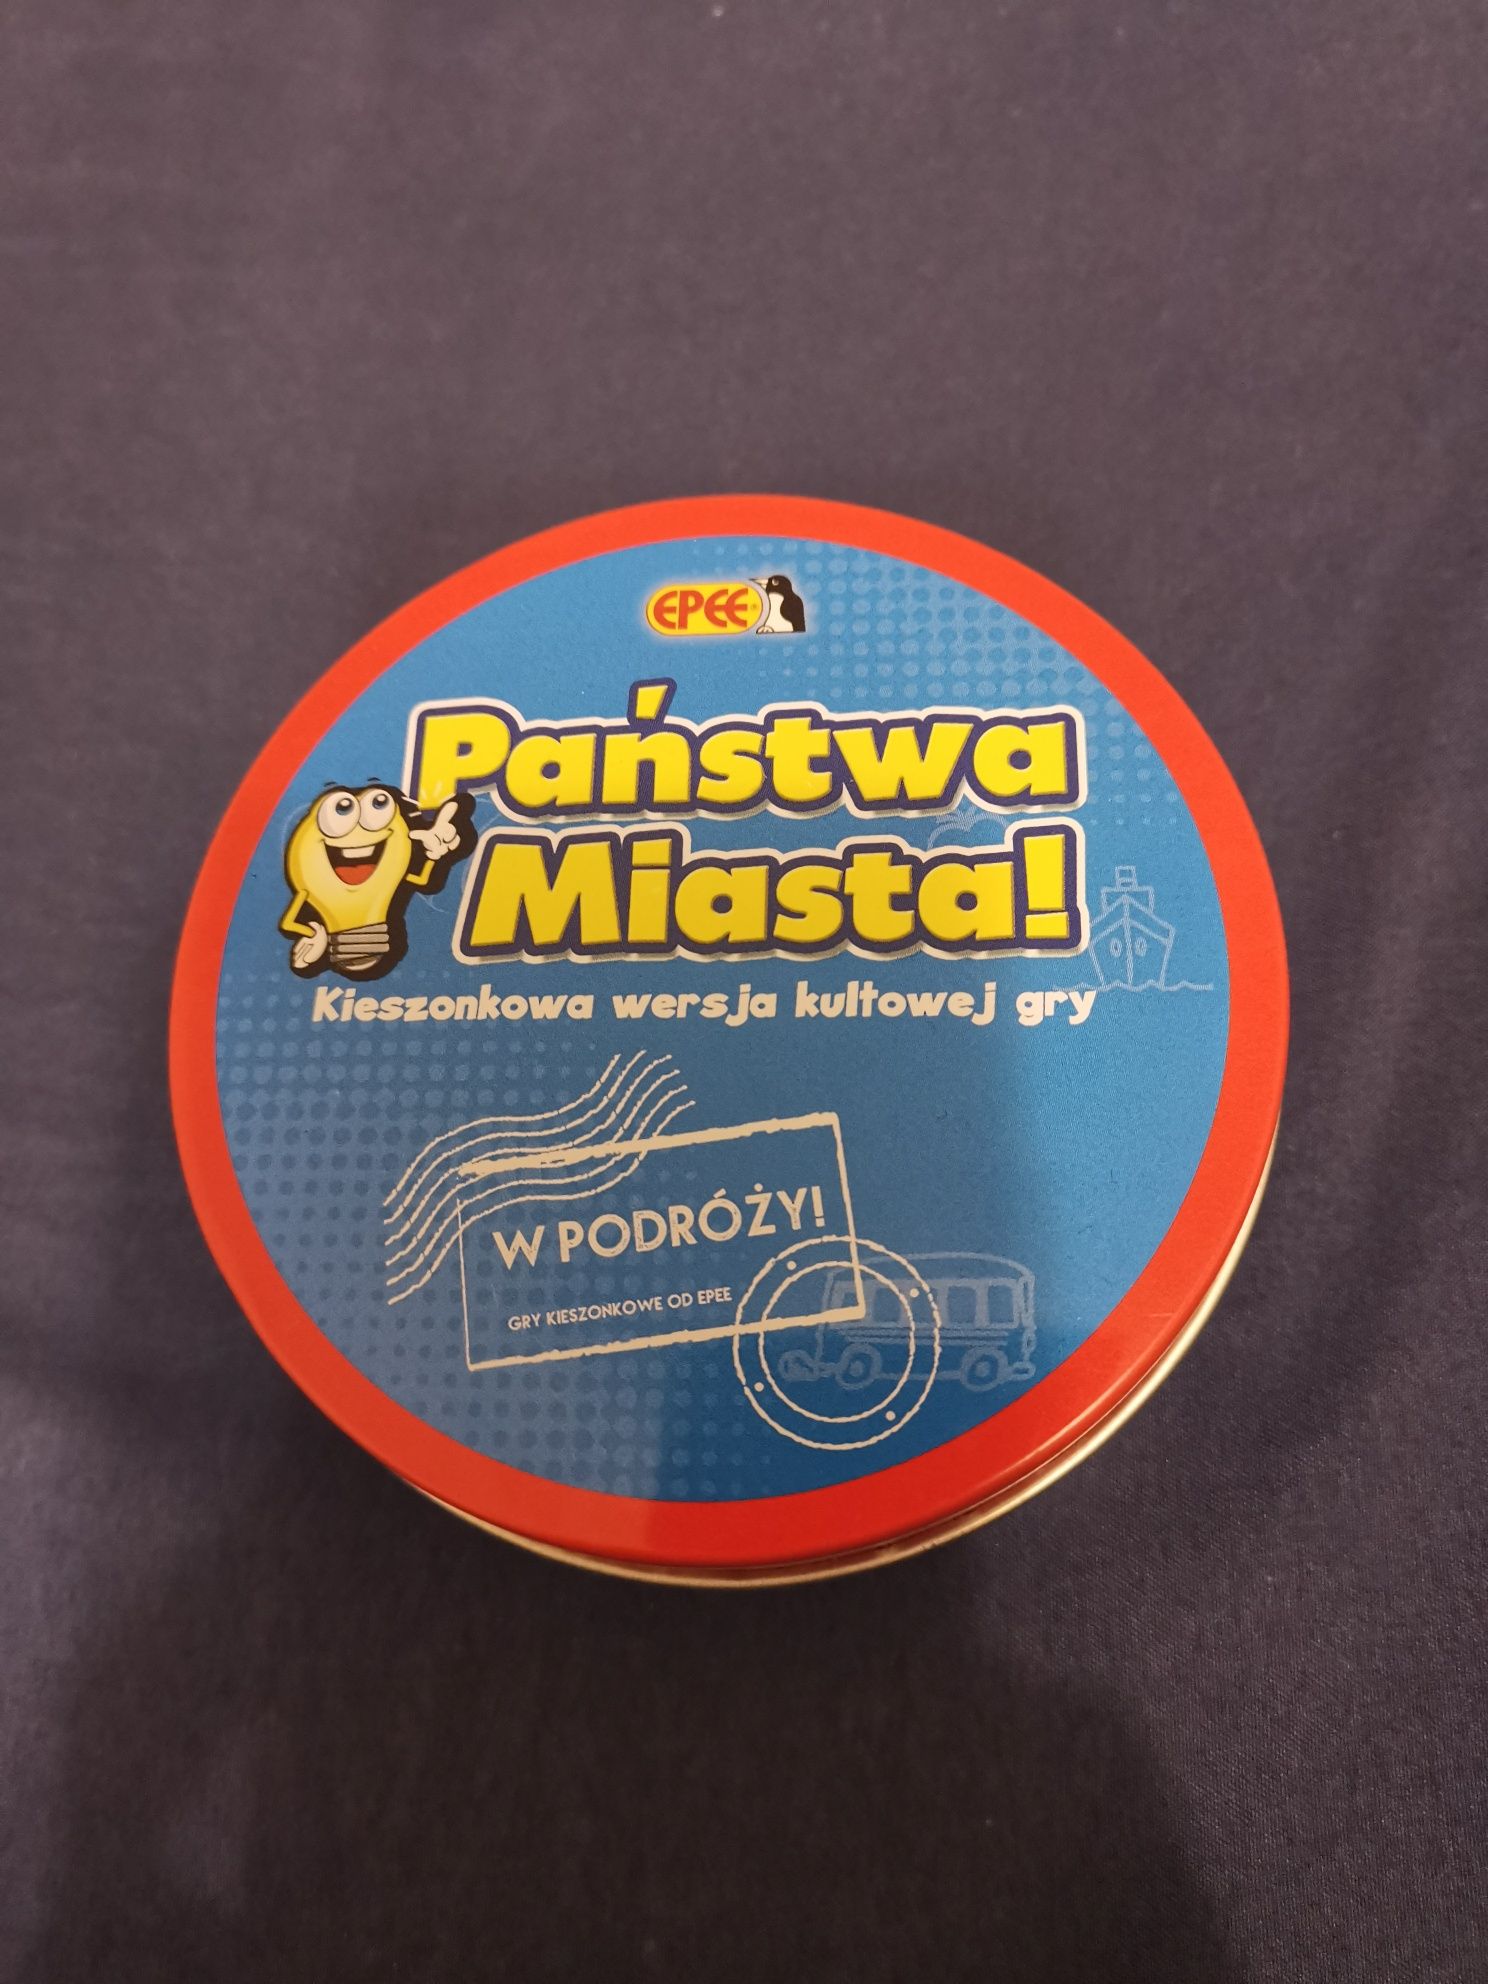 EPEE
Państwa
Miasta!
Kieszonkowa wersja kultowej gry
W PODRÓŻY!
GRY KIESZONKOWE OD EPEE